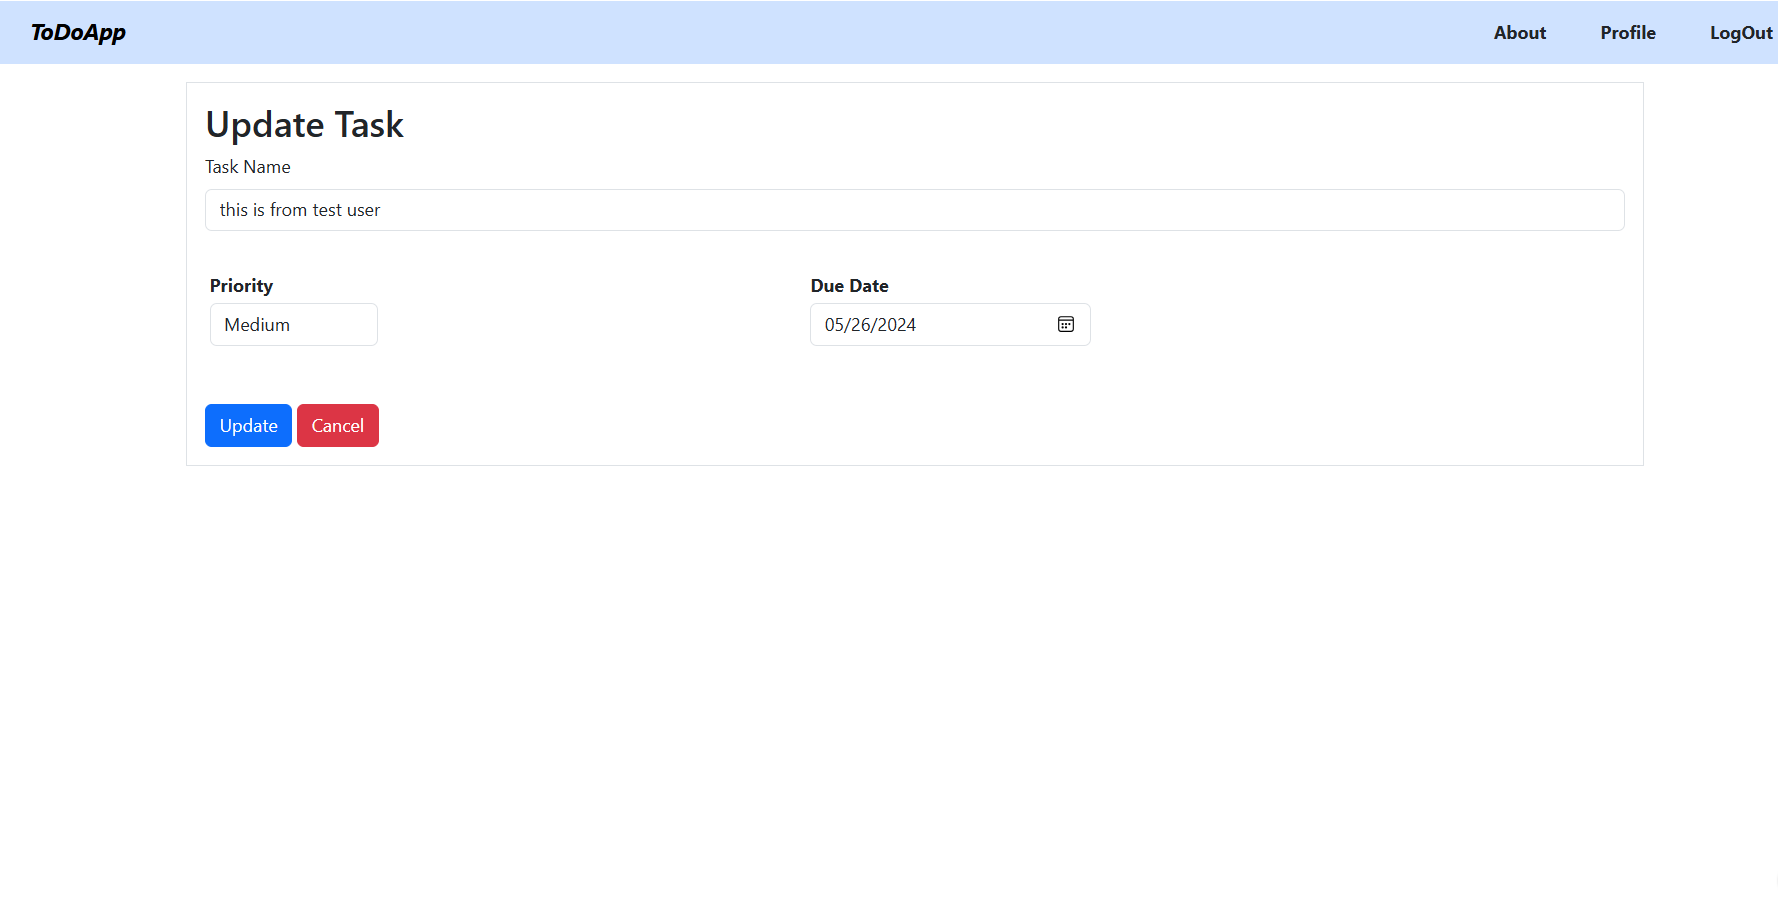 ToDoApp About Profile LogOut
Update Task
Task Name
this is from test user
Priority Due Date
Medium 05/26/2024
Update Cancel